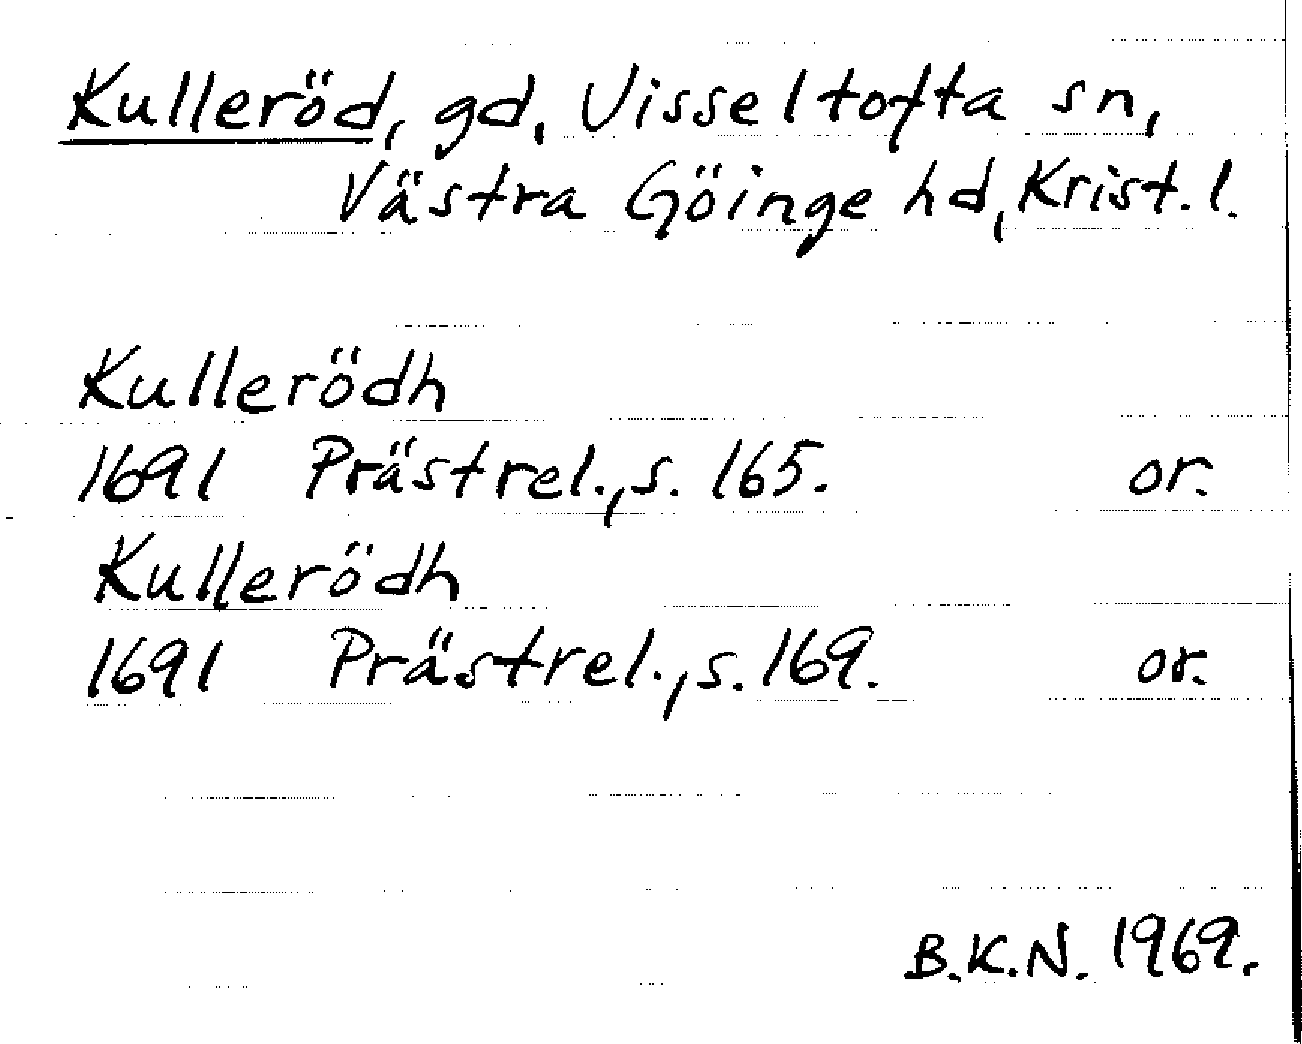 Kulleröd, gd, Visseltofta sn,
Västra Göinge hd, Krist. l.
Kullerödh
1691 Prästrel., s. 165. or.
Kullerödh
1691 Prästrel., s. 169. or.
B.K.N. 1969.